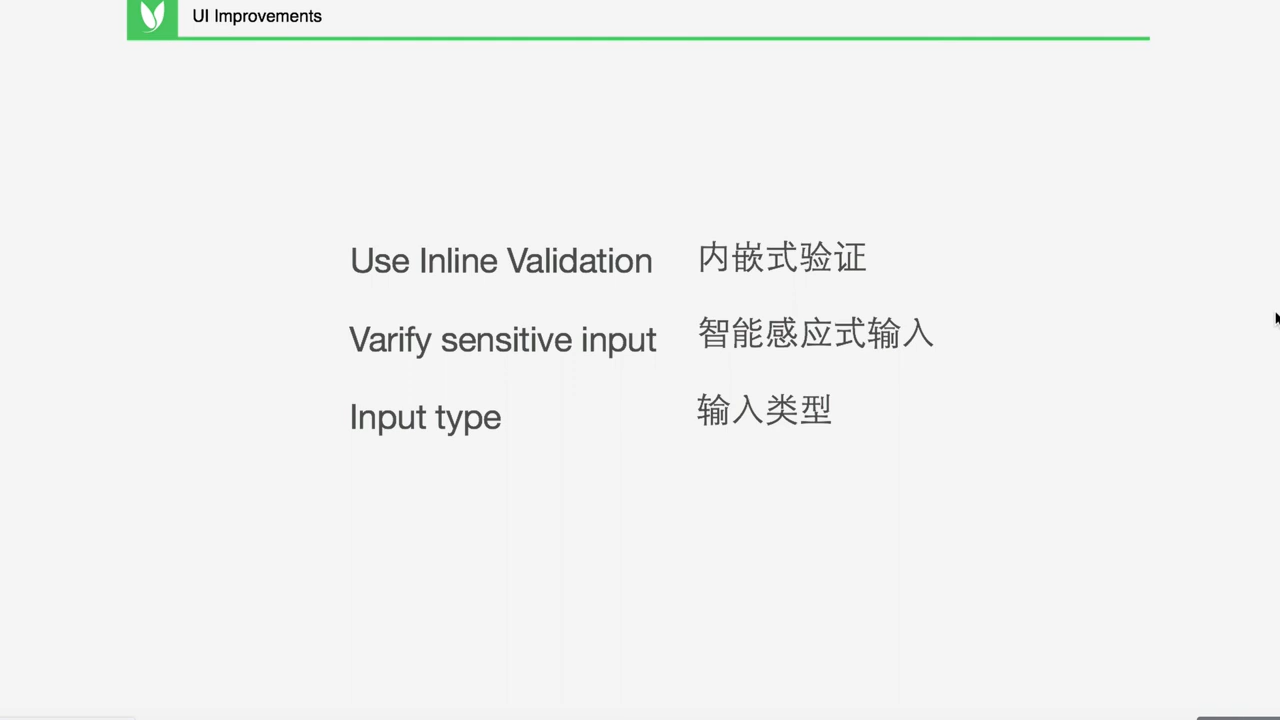 UI Improvements
Use Inline Validation 内嵌式验证
Varify sensitive input 智能感应式输入
Input type 输入类型